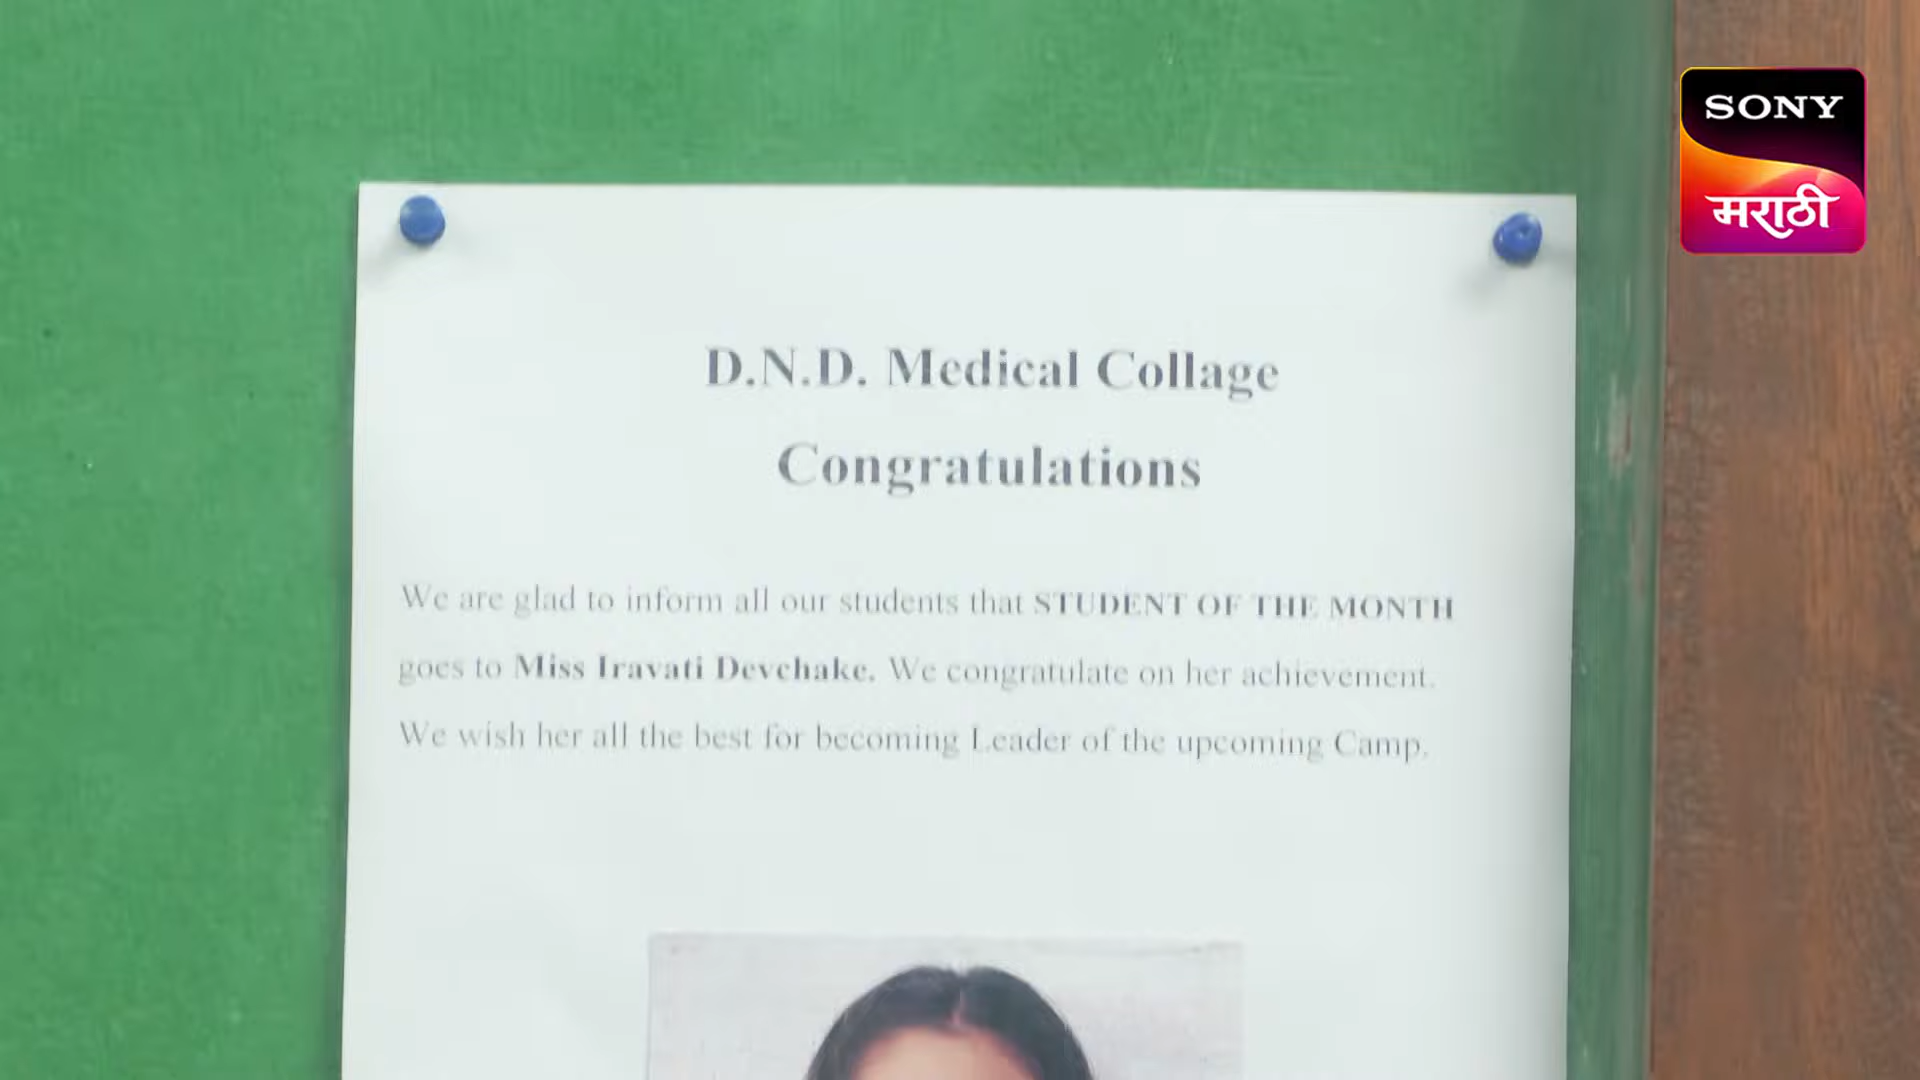 SONY
मराठी
D.N.D. Medical Collage
Congratulations
We are glad to inform all our students that STUDENT OF THE MONTH
goes to Miss Iravati Devchake. We congratulate on her achievement.
We wish her all the best for becoming Leader of the upcoming Camp.